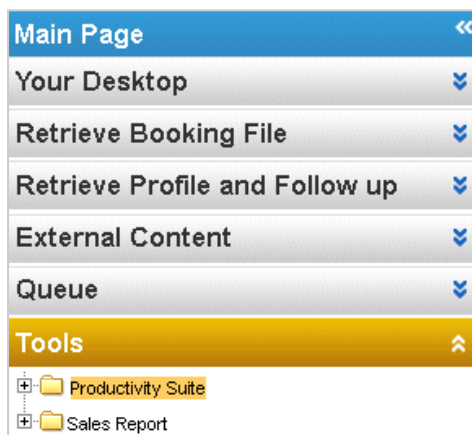 Main Page
Your Desktop
Retrieve Booking File
Retrieve Profile and Follow up
External Content
Queue
Tools
Productivity Suite
Sales Report